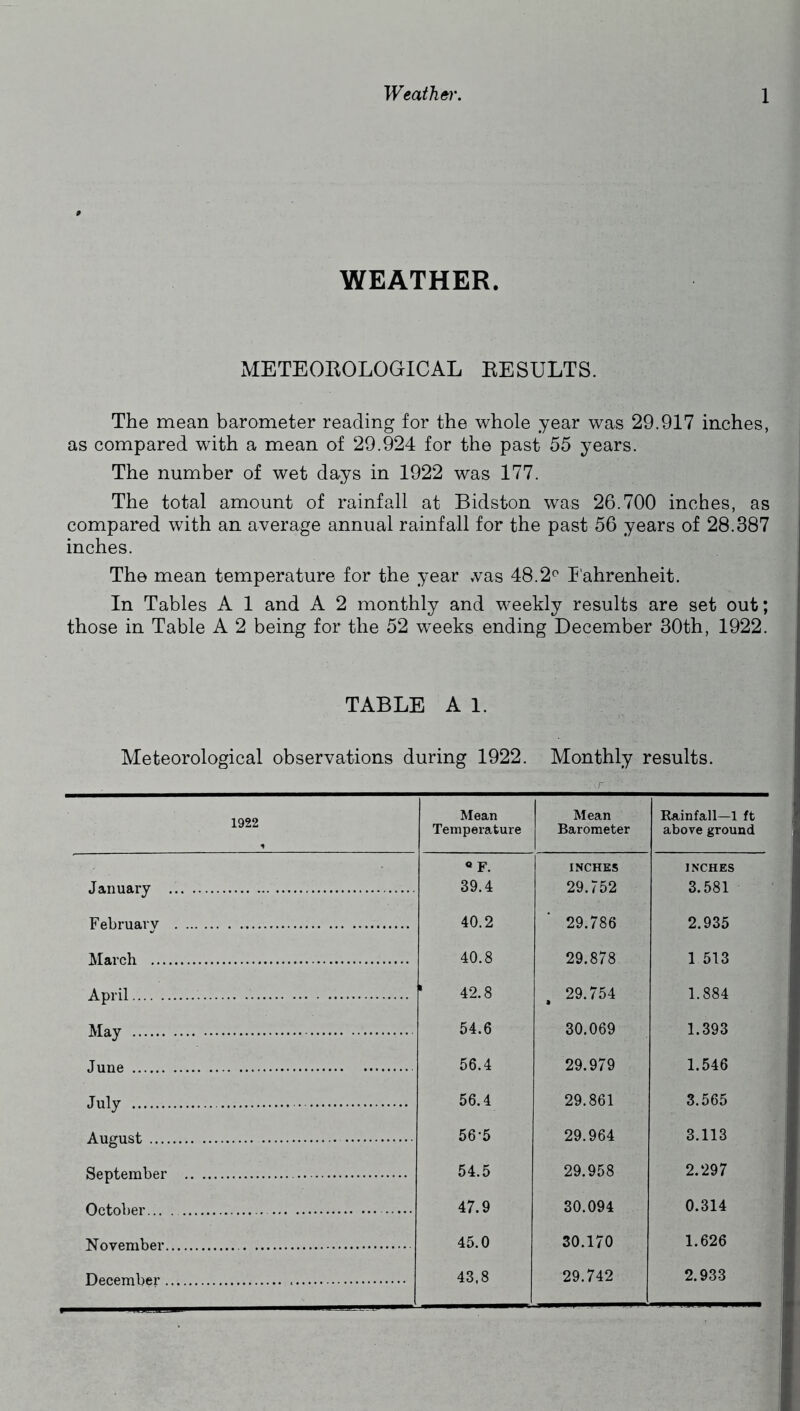 Weather. 1
WEATHER.
METEOROLOGICAL RESULTS.
The mean barometer reading for the whole year was 29.917 inches,
as compared with a mean of 29.924 for the past 55 years.
The number of wet days in 1922 was 177.
The total amount of rainfall at Bidston was 26.700 inches, as
compared with an average annual rainfall for the past 56 years of 28.387
inches.
The mean temperature for the year was 48.2° Fahrenheit.
In Tables A 1 and A 2 monthly and weekly results are set out;
those in Table A 2 being for the 52 weeks ending December 30th, 1922.
TABLE A 1.
Meteorological observations during 1922. Monthly results.
1922 Mean Temperature Mean Barometer Rainfall—1 ft above ground
° F. INCHES INCHES
January 39.4 29.752 3.581
February 40.2 29.786 2.935
March 40.8 29.878 1 513
April 42.8 29.754 1.884
May 54.6 30.069 1.393
June 56.4 29.979 1.546
July 56.4 29.861 3.565
August 56·5 29.964 3.113
September 54.5 29.958 2.297
October 47.9 30.094 0.314
November 45.0 30.170 1.626
December 43,8 29.742 2.933